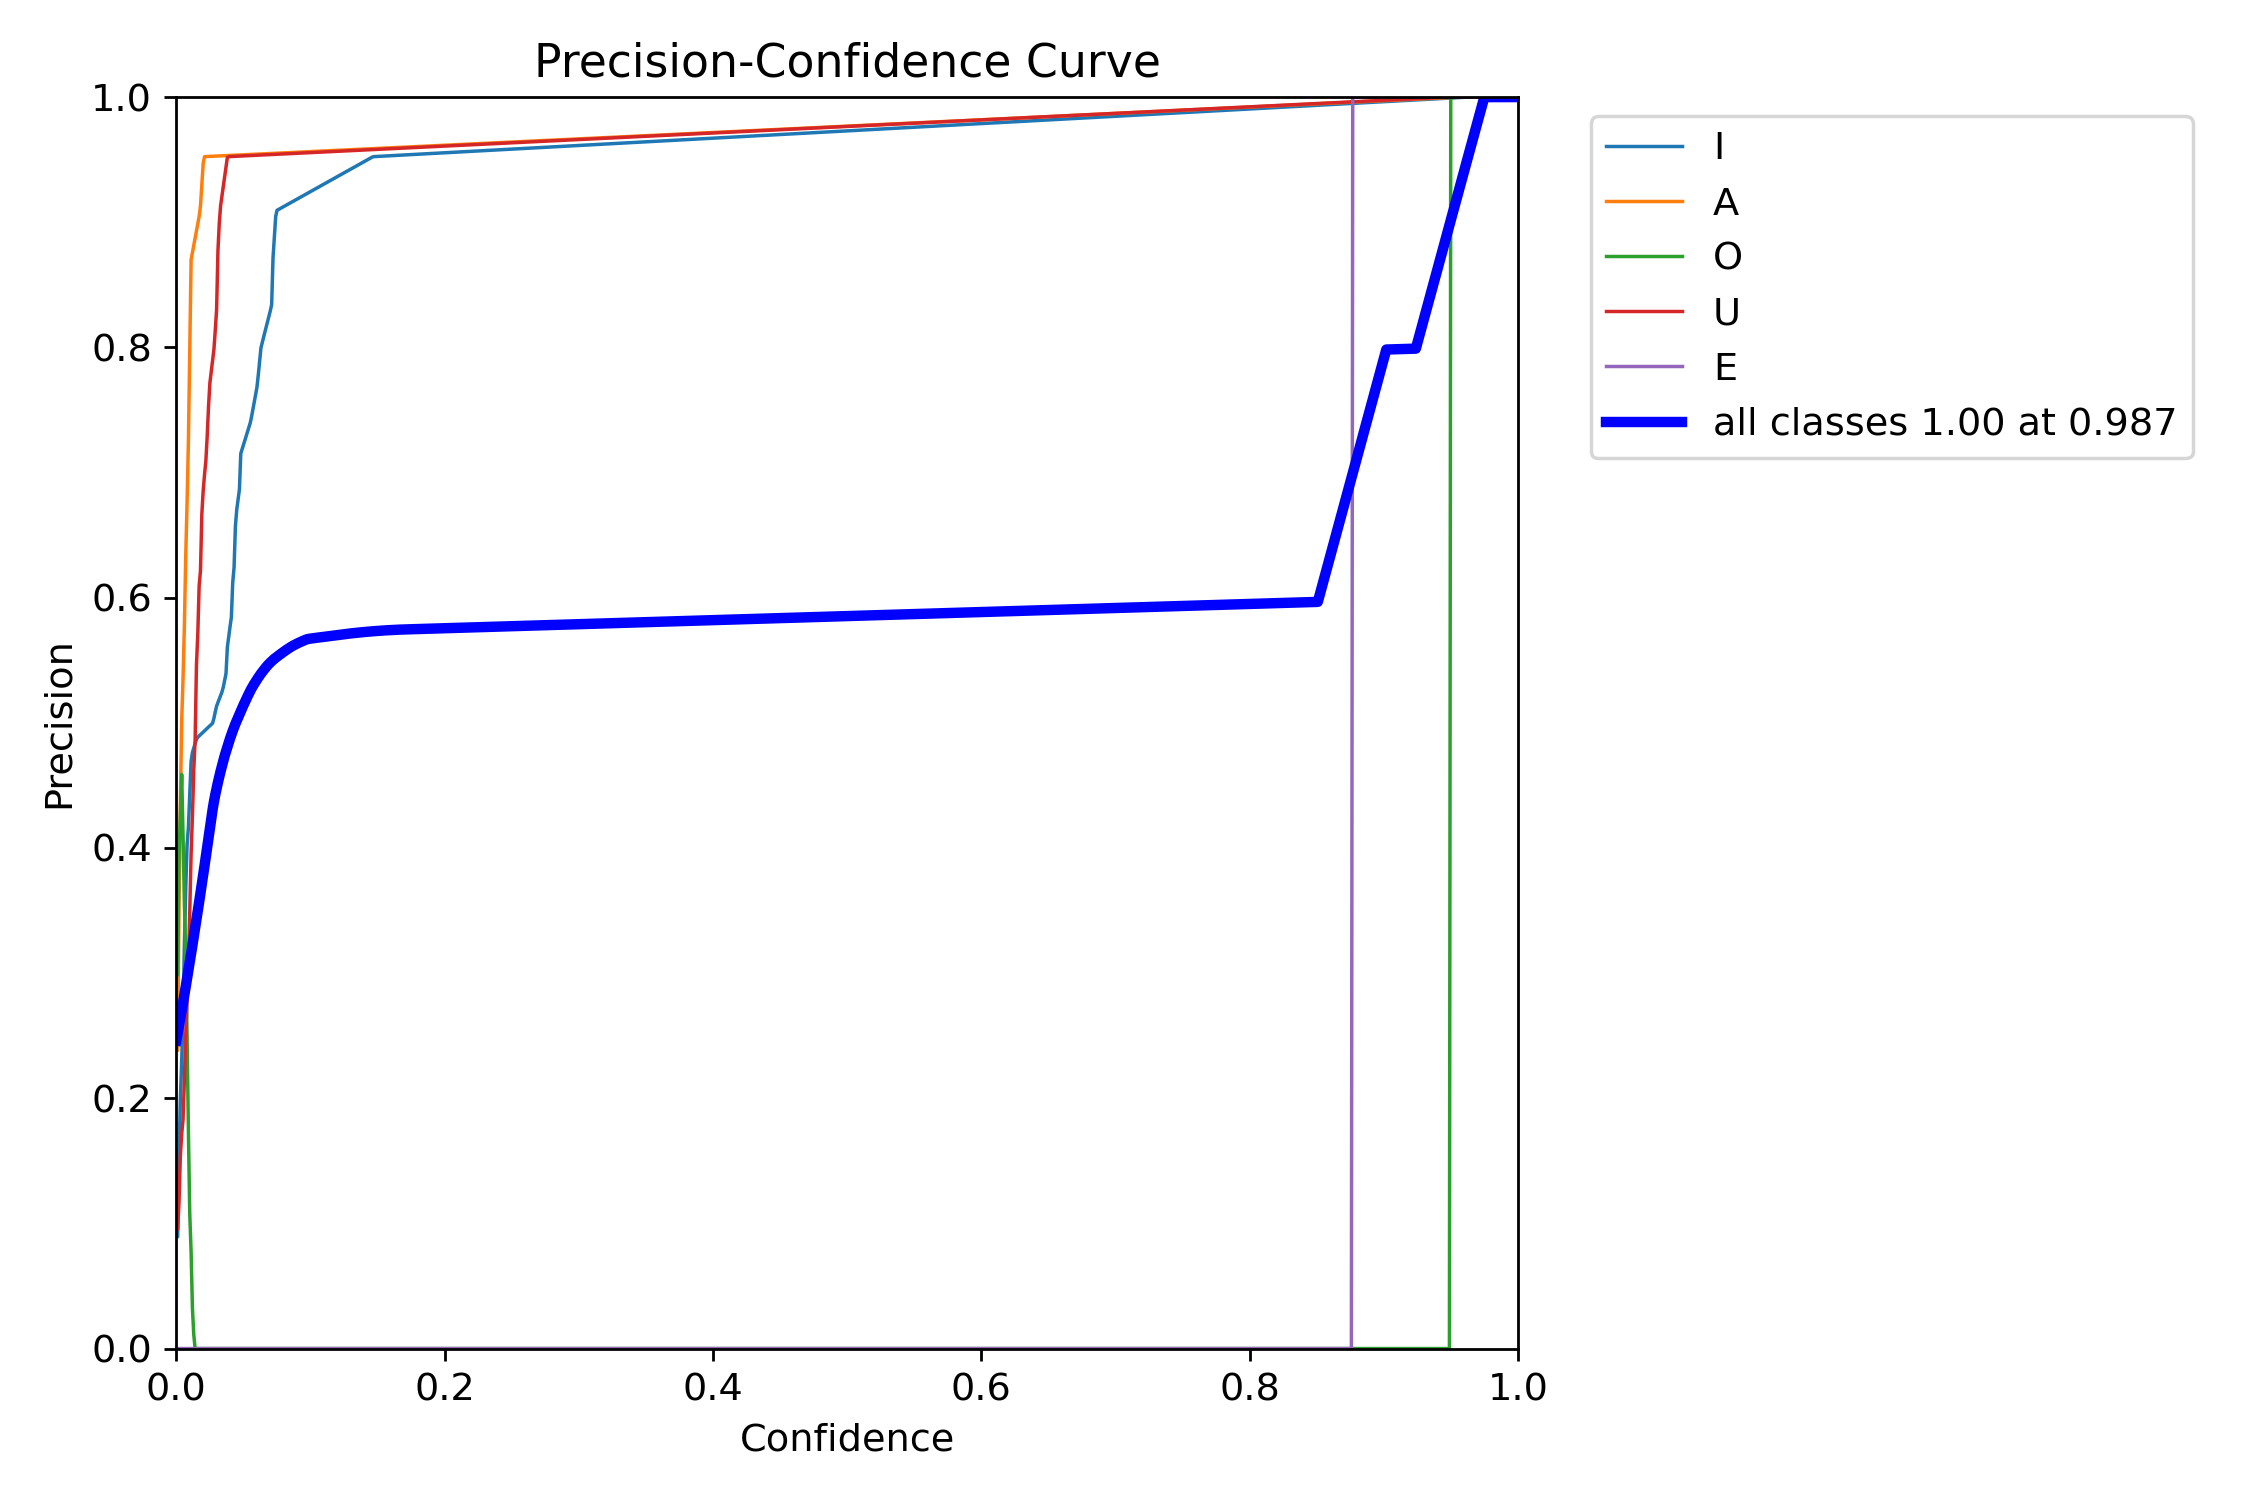 Precision-Confidence Curve
1.0
0.8
0.6
0.4
0.2
0.0
Precision
0.0 0.2 0.4 0.6 0.8 1.0
Confidence
I
A
O
U
E
all classes 1.00 at 0.987